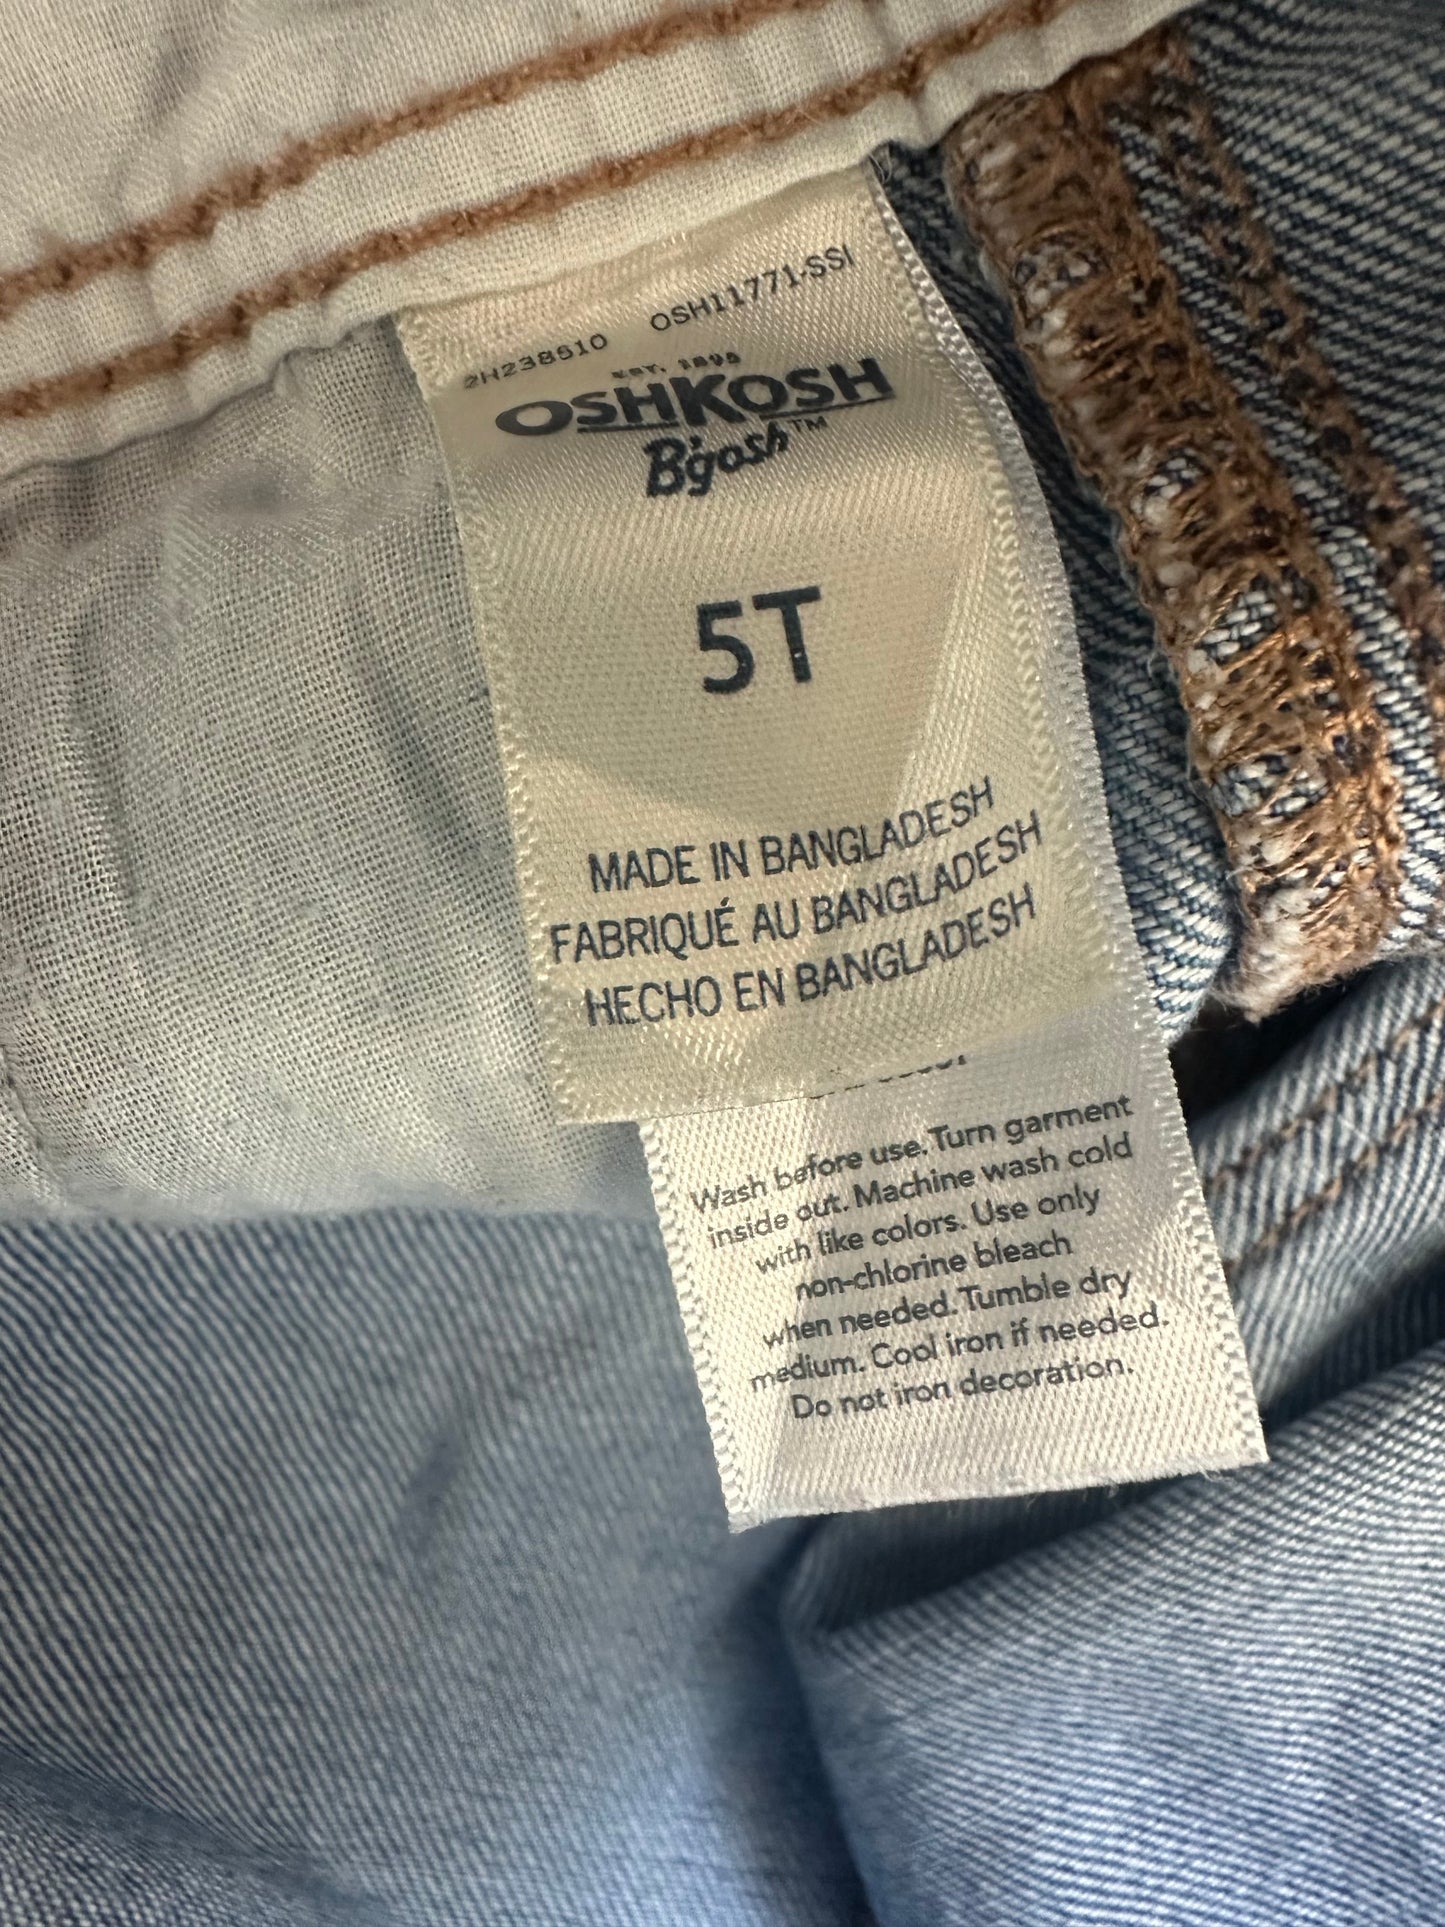 2H238510 OSH11771-SSI
EST. 1895
OSHKOSH
B'gosh™
5T
MADE IN BANGLADESH
FABRIQUÉ AU BANGLADESH
HECHO EN BANGLADESH
Wash before use. Turn garment
inside out. Machine wash cold
with like colors. Use only
non-chlorine bleach
when needed. Tumble dry
medium. Cool iron if needed.
Do not iron decoration.